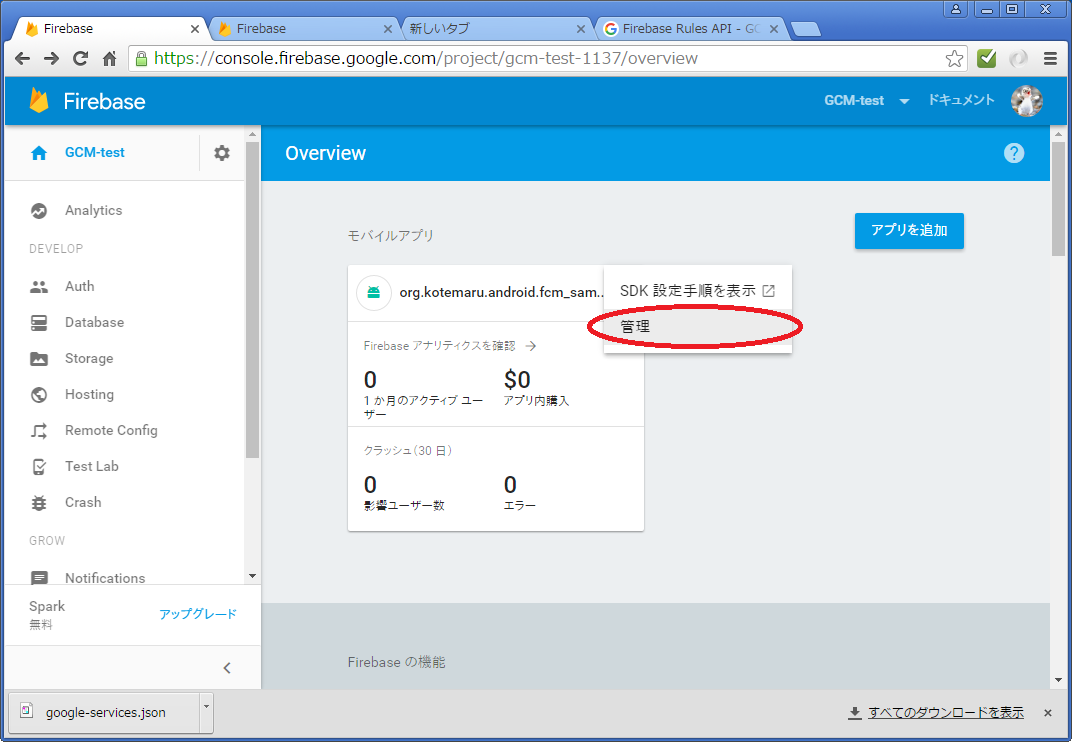 Firebase
Firebase
新しいタブ
Firebase Rules API - GC
https://console.firebase.google.com/project/gcm-test-1137/overview
Firebase
GCM-test
ドキュメント
GCM-test
Overview
?
Analytics
DEVELOP
Auth
Database
Storage
Hosting
Remote Config
Test Lab
Crash
GROW
Notifications
Spark
無料
アップグレード
モバイルアプリ
アプリを追加
org.kotemaru.android.fcm_sam...
SDK 設定手順を表示
管理
Firebase アナリティクスを確認 →
0
1 か月のアクティブ ユー
ザー
$0
アプリ内購入
クラッシュ（30 日）
0
影響ユーザー数
0
エラー
Firebase の機能
google-services.json
すべてのダウンロードを表示